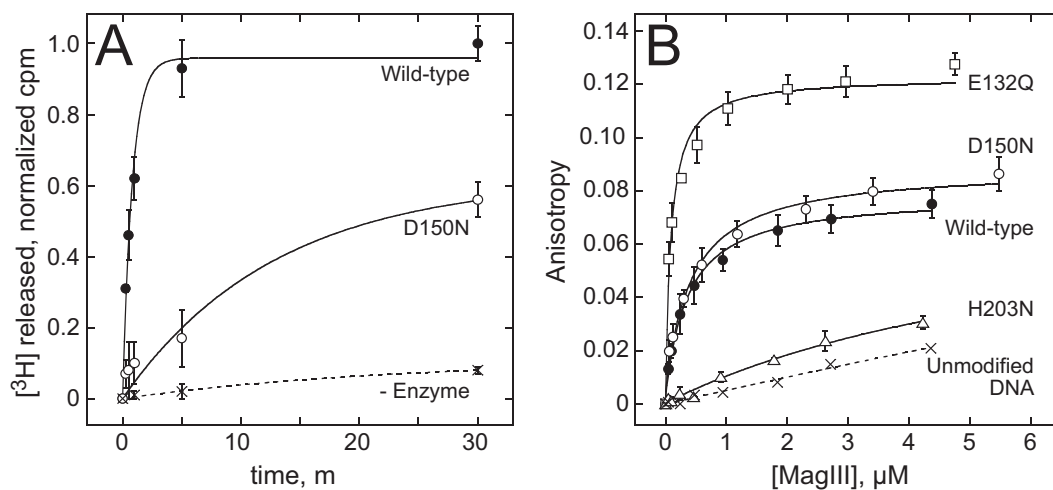 A
[³H] released, normalized cpm
1.0
0.8
0.6
0.4
0.2
0
Wild-type
D150N
- Enzyme
0
10
20
30
time, m
B
Anisotropy
0.14
0.12
0.10
0.08
0.06
0.04
0.02
0
E132Q
D150N
Wild-type
H203N
Unmodified
DNA
0
1
2
3
4
5
6
[MagIII], µM